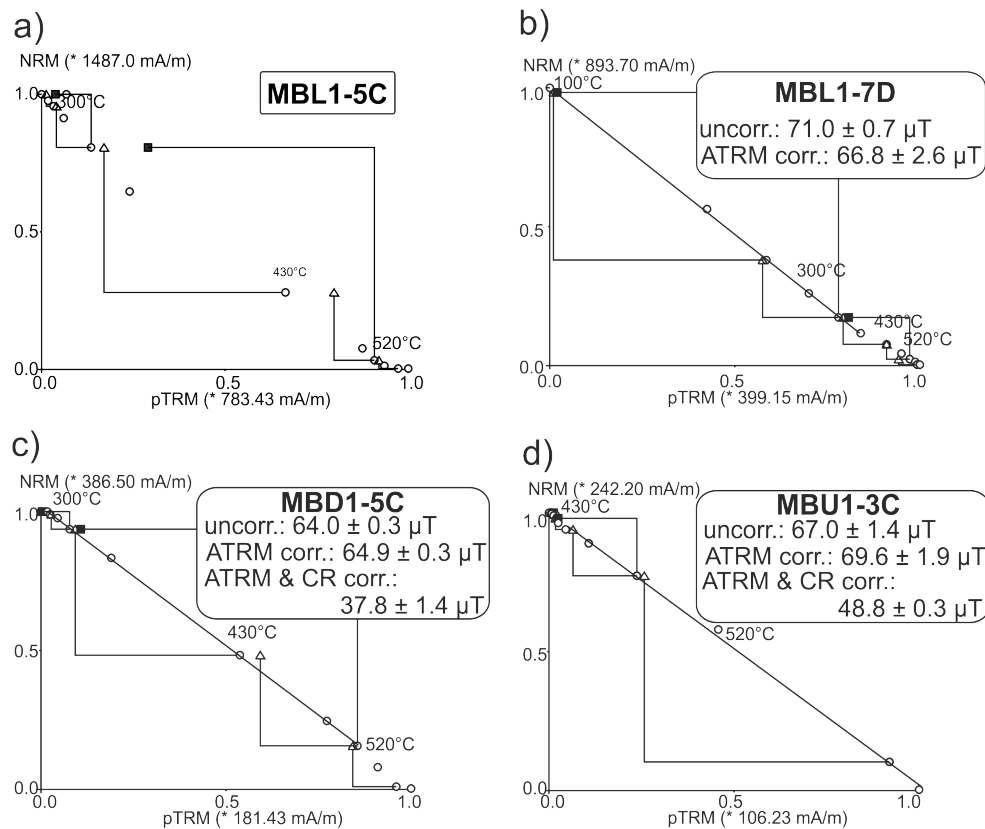 a)
NRM (* 1487.0 mA/m)
MBL1-5C
1.0
300°C
0.5
430°C
520°C
0.0
0.0
0.5
1.0
pTRM (* 783.43 mA/m)
b)
NRM (* 893.70 mA/m)
MBL1-7D
uncorr.: 71.0 ± 0.7 µT
ATRM corr.: 66.8 ± 2.6 µT
1.0
100°C
0.5
300°C
430°C
520°C
0.0
0.0
0.5
1.0
pTRM (* 399.15 mA/m)
c)
NRM (* 386.50 mA/m)
MBD1-5C
uncorr.: 64.0 ± 0.3 µT
ATRM corr.: 64.9 ± 0.3 µT
ATRM & CR corr.:
37.8 ± 1.4 µT
300°C
1.0
430°C
0.5
520°C
0.0
0.0
0.5
1.0
pTRM (* 181.43 mA/m)
d)
NRM (* 242.20 mA/m)
MBU1-3C
uncorr.: 67.0 ± 1.4 µT
ATRM corr.: 69.6 ± 1.9 µT
ATRM & CR corr.:
48.8 ± 0.3 µT
1.0
430°C
520°C
0.5
0.0
0.0
0.5
1.0
pTRM (* 106.23 mA/m)